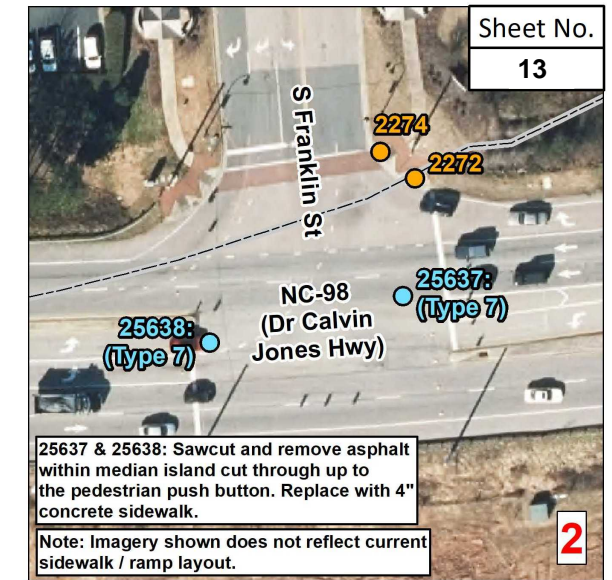 Sheet No.
13
S Franklin St
2274
2272
25637:
(Type 7)
NC-98
(Dr Calvin
Jones Hwy)
25638:
(Type 7)
25637 & 25638: Sawcut and remove asphalt
within median island cut through up to
the pedestrian push button. Replace with 4"
concrete sidewalk.
Note: Imagery shown does not reflect current
sidewalk / ramp layout.
2